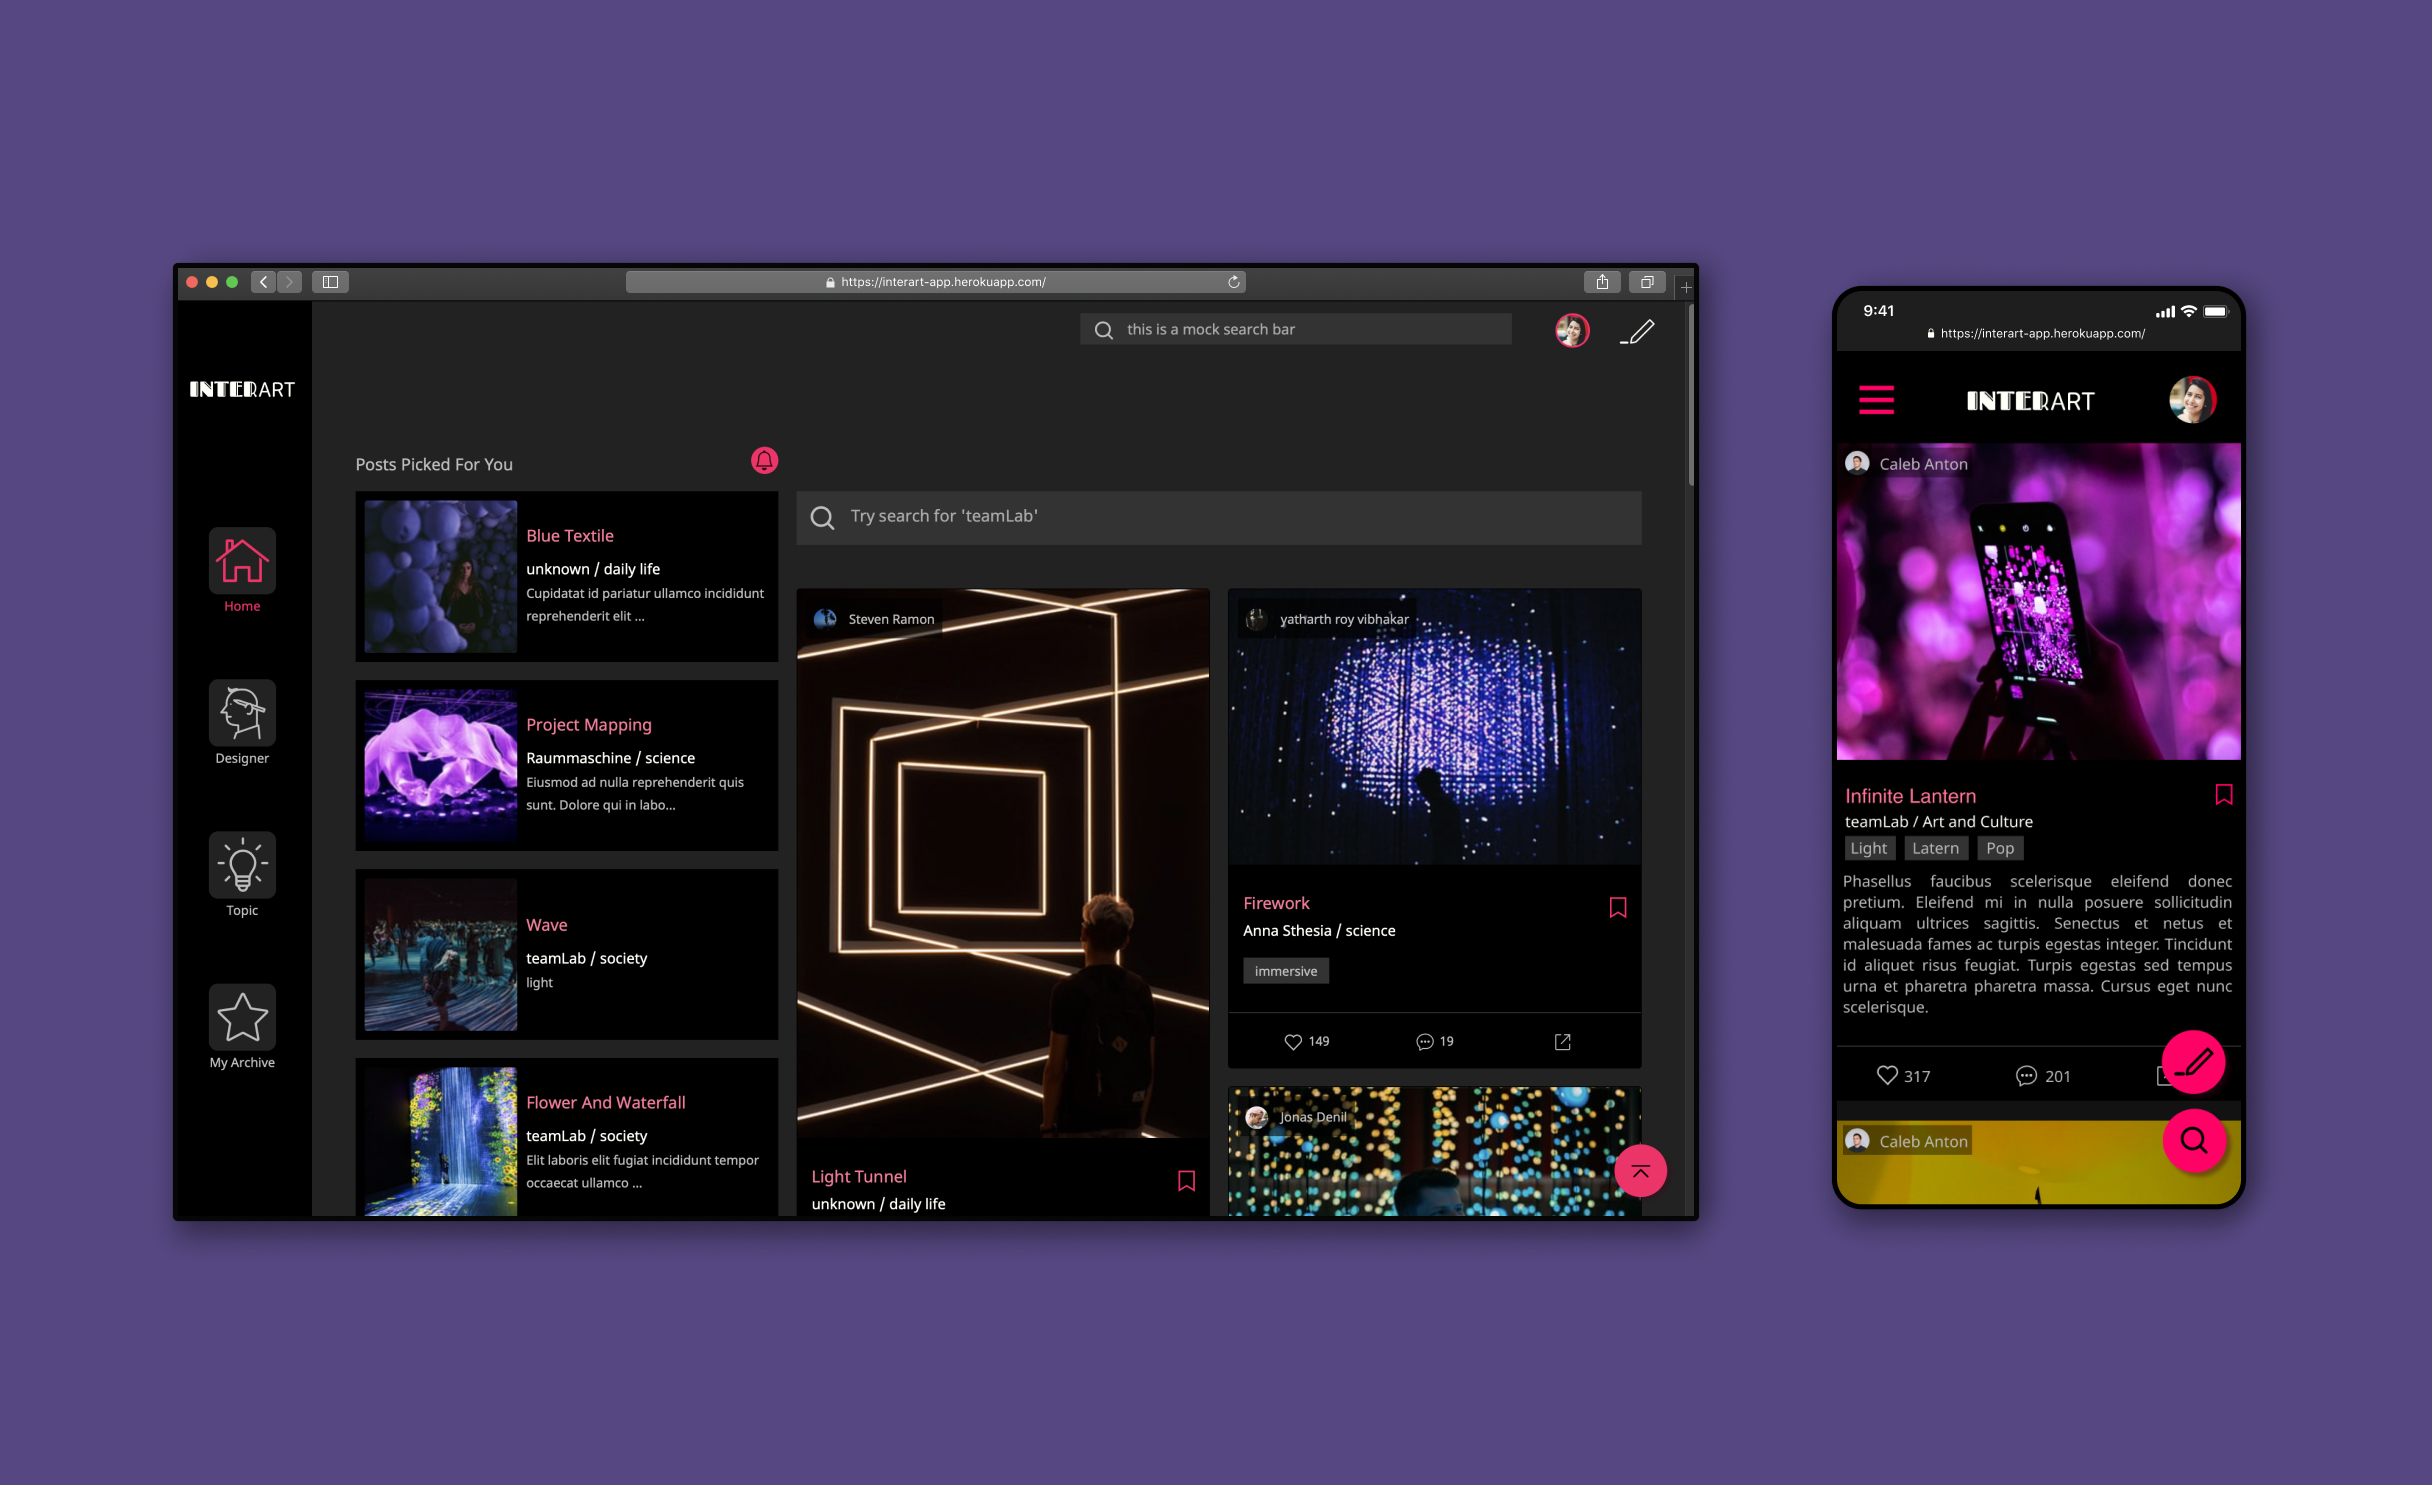 https://interart-app.herokuapp.com/
this is a mock search bar
INTERART
Home
Designer
Topic
My Archive
Posts Picked For You
Blue Textile
unknown / daily life
Cupidatat id pariatur ullamco incididunt
reprehenderit elit ...
Project Mapping
Raummaschine / science
Eiusmod ad nulla reprehenderit quis
sunt. Dolore qui in labo...
Wave
teamLab / society
light
Flower And Waterfall
teamLab / society
Elit laboris elit fugiat incididunt tempor
occaecat ullamco ...
Try search for 'teamLab'
Steven Ramon
Light Tunnel
unknown / daily life
yatharth roy vibhakar
Firework
Anna Sthesia / science
immersive
149
19
Jonas Denil
9:41
https://interart-app.herokuapp.com/
INTERART
Caleb Anton
Infinite Lantern
teamLab / Art and Culture
Light Latern Pop
Phasellus faucibus scelerisque eleifend donec
pretium. Eleifend mi in nulla posuere sollicitudin
aliquam ultrices sagittis. Senectus et netus et
malesuada fames ac turpis egestas integer. Tincidunt
id aliquet risus feugiat. Turpis egestas sed tempus
urna et pharetra pharetra massa. Cursus eget nunc
scelerisque.
317
201
Caleb Anton